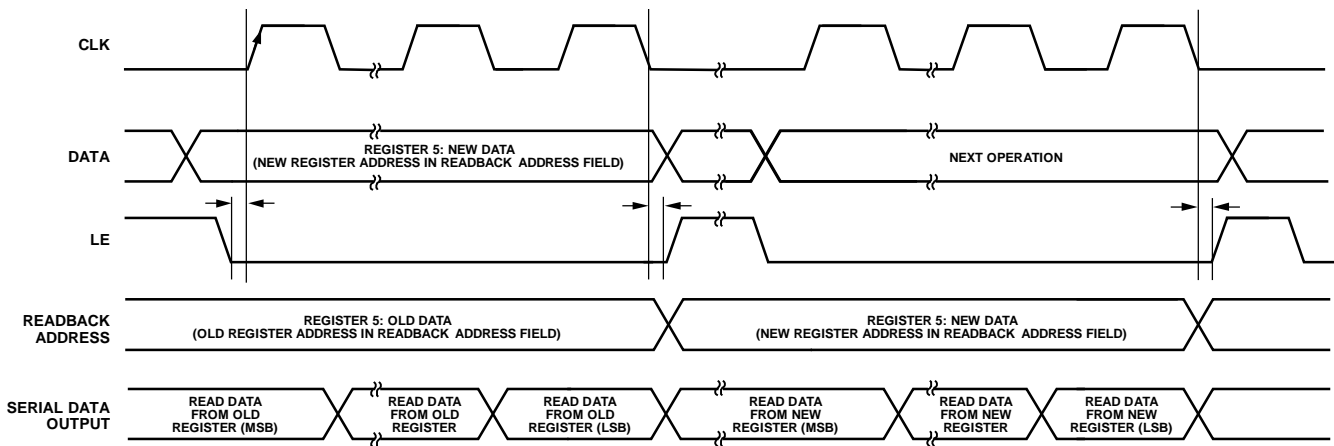 CLK
DATA
REGISTER 5: NEW DATA
(NEW REGISTER ADDRESS IN READBACK ADDRESS FIELD)
NEXT OPERATION
LE
READBACK
ADDRESS
REGISTER 5: OLD DATA
(OLD REGISTER ADDRESS IN READBACK ADDRESS FIELD)
REGISTER 5: NEW DATA
(NEW REGISTER ADDRESS IN READBACK ADDRESS FIELD)
SERIAL DATA
OUTPUT
READ DATA
FROM OLD
REGISTER (MSB)
READ DATA
FROM OLD
REGISTER
READ DATA
FROM OLD
REGISTER (LSB)
READ DATA
FROM NEW
REGISTER (MSB)
READ DATA
FROM NEW
REGISTER
READ DATA
FROM NEW
REGISTER (LSB)